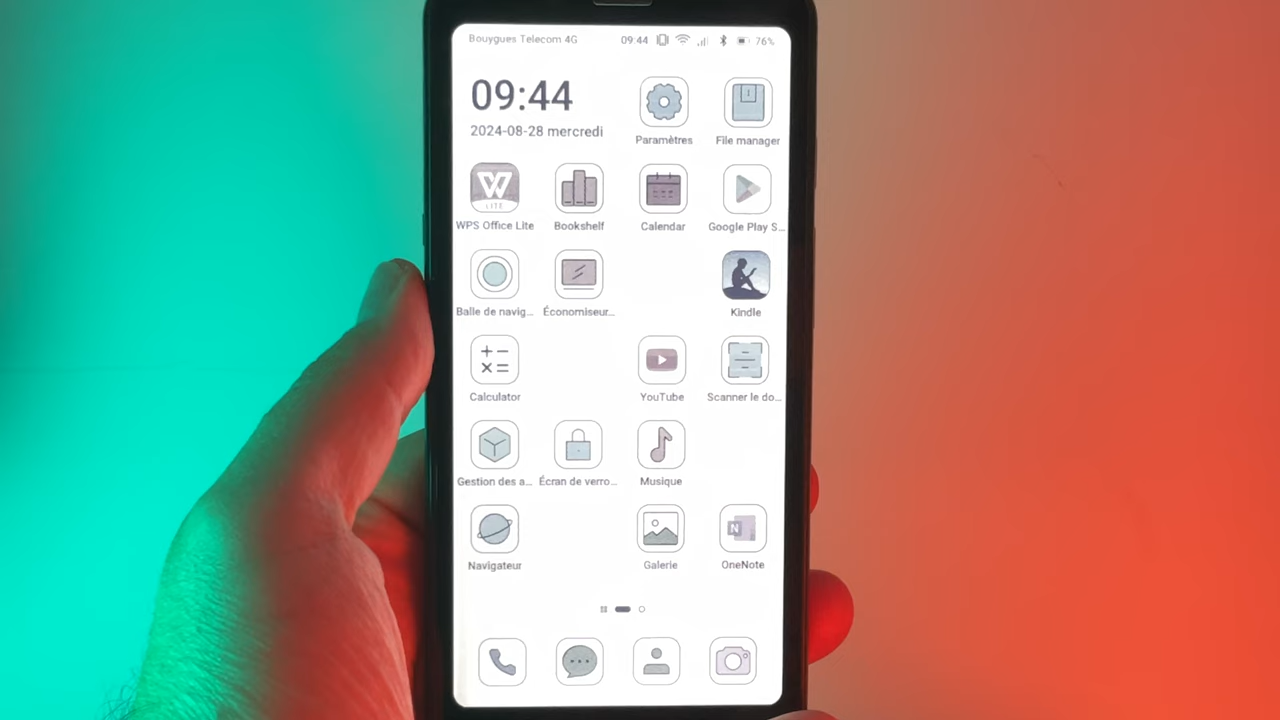 Bouygues Telecom 4G 09:44 76%
09:44
2024-08-28 mercredi
Paramètres File manager
W
LITE
WPS Office Lite Bookshelf Calendar Google Play S...
Balle de navig... Économiseur... Kindle
Calculator YouTube Scanner le do...
Gestion des a... Écran de verro... Musique
N
Navigateur Galerie OneNote